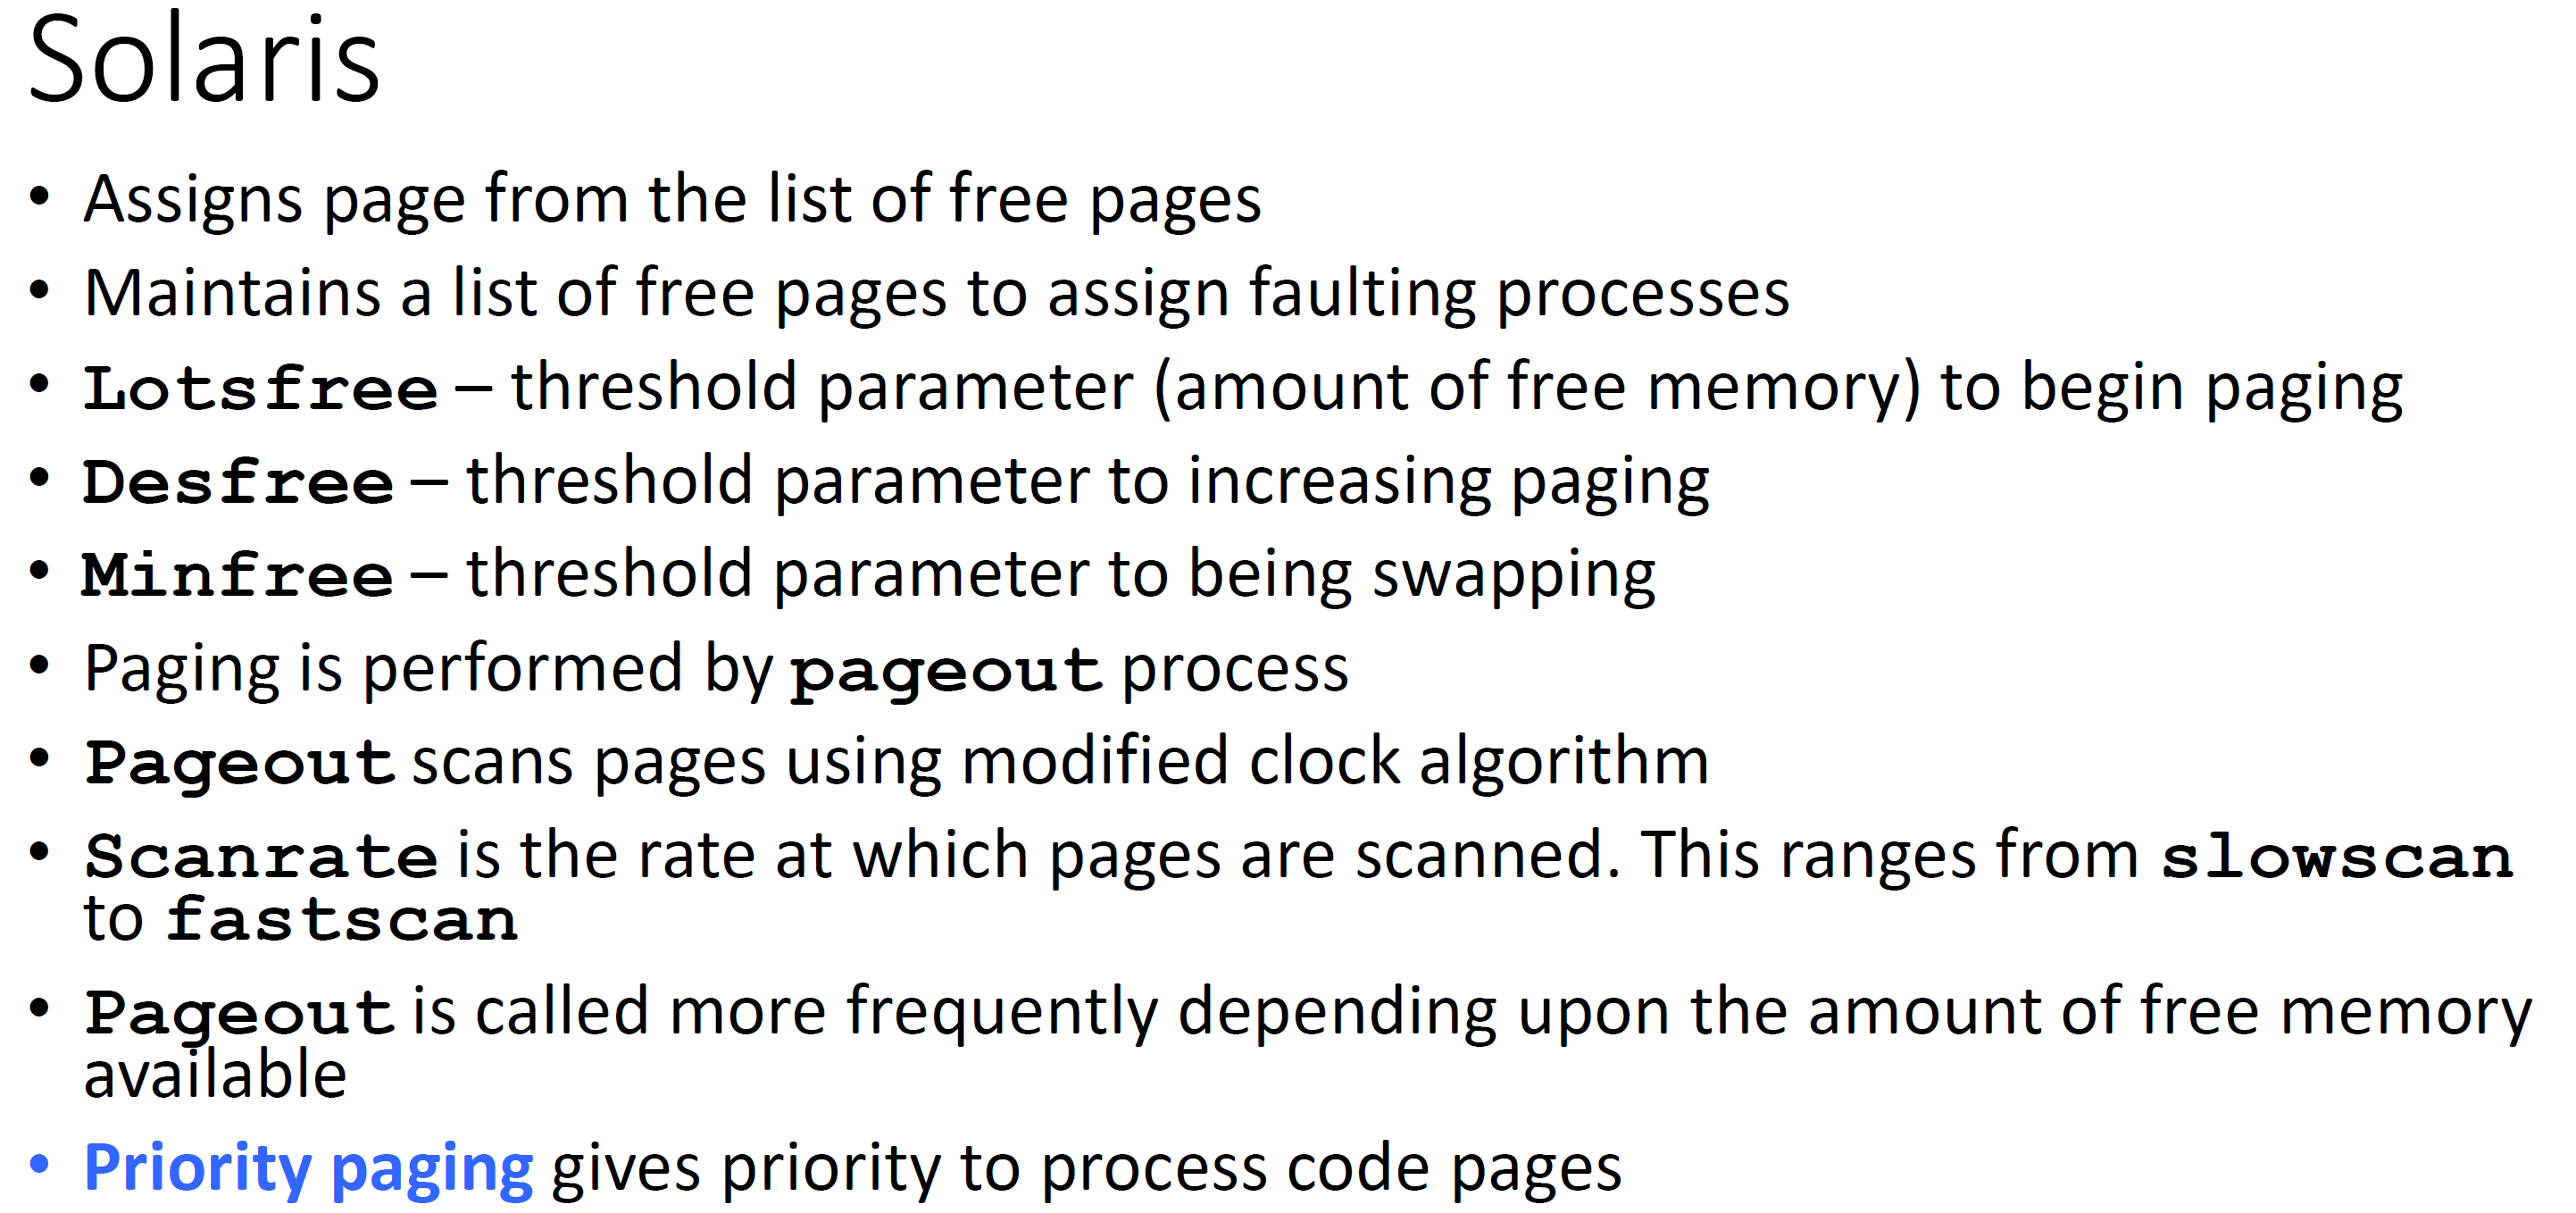 Solaris
• Assigns page from the list of free pages
• Maintains a list of free pages to assign faulting processes
• Lotsfree – threshold parameter (amount of free memory) to begin paging
• Desfree – threshold parameter to increasing paging
• Minfree – threshold parameter to being swapping
• Paging is performed by pageout process
• Pageout scans pages using modified clock algorithm
• Scanrate is the rate at which pages are scanned. This ranges from slowscan
to fastscan
• Pageout is called more frequently depending upon the amount of free memory
available
• Priority paging gives priority to process code pages